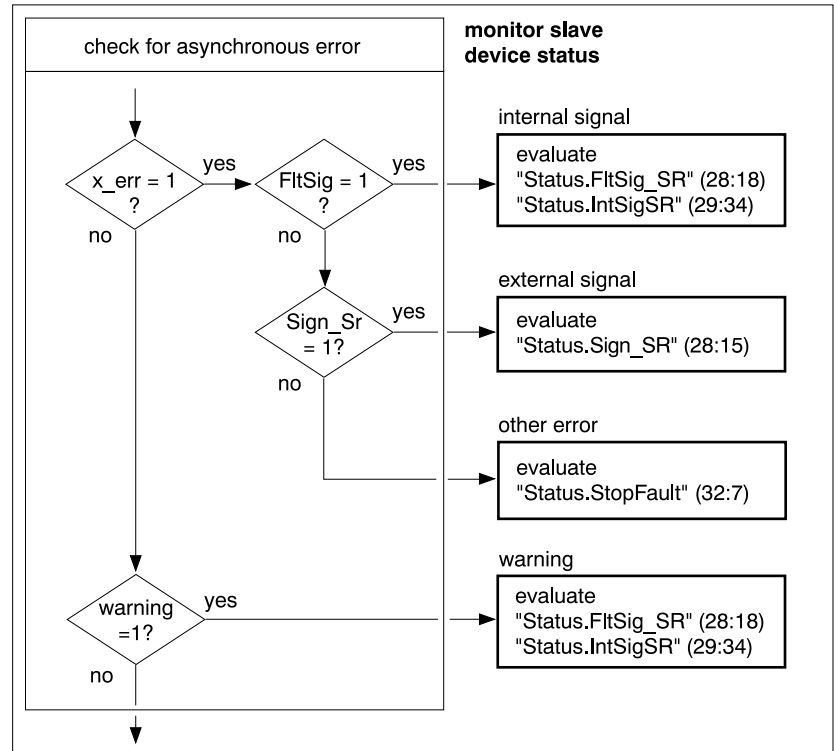 check for asynchronous error
monitor slave
device status
internal signal
x_err = 1
?
yes
no
FltSig = 1
?
yes
no
evaluate
"Status.FltSig_SR" (28:18)
"Status.IntSigSR" (29:34)
external signal
Sign_Sr
= 1?
yes
no
evaluate
"Status.Sign_SR" (28:15)
other error
evaluate
"Status.StopFault" (32:7)
warning
warning
=1?
yes
no
evaluate
"Status.FltSig_SR" (28:18)
"Status.IntSigSR" (29:34)